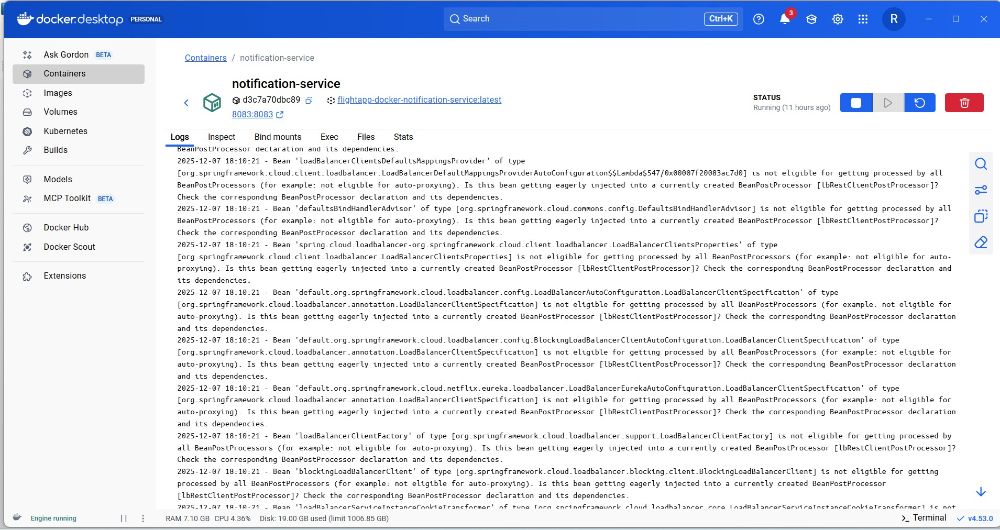 docker.desktop PERSONAL
Search
Ctrl+K
3
R
Ask Gordon BETA
Containers
Images
Volumes
Kubernetes
Builds
Models
MCP Toolkit BETA
Docker Hub
Docker Scout
Extensions
Containers / notification-service
notification-service
d3c7a70dbc89 flightapp-docker-notification-service:latest
8083:8083
STATUS
Running (11 hours ago)
Logs Inspect Bind mounts Exec Files Stats
BeanPostProcessor declaration and its dependencies.
2025-12-07 18:10:21 - Bean 'loadBalancerClientsDefaultsMappingsProvider' of type
[org.springframework.cloud.client.loadbalancer.LoadBalancerDefaultMappingsProviderAutoConfiguration$$Lambda$547/0x00007f20083ac7d0] is not eligible for getting processed by all
BeanPostProcessors (for example: not eligible for auto-proxying). Is this bean getting eagerly injected into a currently created BeanPostProcessor [lbRestClientPostProcessor]?
Check the corresponding BeanPostProcessor declaration and its dependencies.
2025-12-07 18:10:21 - Bean 'defaultsBindHandlerAdvisor' of type [org.springframework.cloud.commons.config.DefaultsBindHandlerAdvisor] is not eligible for getting processed by all
BeanPostProcessors (for example: not eligible for auto-proxying). Is this bean getting eagerly injected into a currently created BeanPostProcessor [lbRestClientPostProcessor]?
Check the corresponding BeanPostProcessor declaration and its dependencies.
2025-12-07 18:10:21 - Bean 'spring.cloud.loadbalancer-org.springframework.cloud.client.loadbalancer.LoadBalancerClientsProperties' of type
[org.springframework.cloud.client.loadbalancer.LoadBalancerClientsProperties] is not eligible for getting processed by all BeanPostProcessors (for example: not eligible for auto-
proxying). Is this bean getting eagerly injected into a currently created BeanPostProcessor [lbRestClientPostProcessor]? Check the corresponding BeanPostProcessor declaration and
its dependencies.
2025-12-07 18:10:21 - Bean 'default.org.springframework.cloud.loadbalancer.config.LoadBalancerAutoConfiguration.LoadBalancerClientSpecification' of type
[org.springframework.cloud.loadbalancer.annotation.LoadBalancerClientSpecification] is not eligible for getting processed by all BeanPostProcessors (for example: not eligible for
auto-proxying). Is this bean getting eagerly injected into a currently created BeanPostProcessor [lbRestClientPostProcessor]? Check the corresponding BeanPostProcessor declaration
and its dependencies.
2025-12-07 18:10:21 - Bean 'default.org.springframework.cloud.loadbalancer.config.BlockingLoadBalancerClientAutoConfiguration.LoadBalancerClientSpecification' of type
[org.springframework.cloud.loadbalancer.annotation.LoadBalancerClientSpecification] is not eligible for getting processed by all BeanPostProcessors (for example: not eligible for
auto-proxying). Is this bean getting eagerly injected into a currently created BeanPostProcessor [lbRestClientPostProcessor]? Check the corresponding BeanPostProcessor declaration
and its dependencies.
2025-12-07 18:10:21 - Bean 'default.org.springframework.cloud.netflix.eureka.loadbalancer.LoadBalancerEurekaAutoConfiguration.LoadBalancerClientSpecification' of type
[org.springframework.cloud.loadbalancer.annotation.LoadBalancerClientSpecification] is not eligible for getting processed by all BeanPostProcessors (for example: not eligible for
auto-proxying). Is this bean getting eagerly injected into a currently created BeanPostProcessor [lbRestClientPostProcessor]? Check the corresponding BeanPostProcessor declaration
and its dependencies.
2025-12-07 18:10:21 - Bean 'loadBalancerClientFactory' of type [org.springframework.cloud.loadbalancer.support.LoadBalancerClientFactory] is not eligible for getting processed by
all BeanPostProcessors (for example: not eligible for auto-proxying). Is this bean getting eagerly injected into a currently created BeanPostProcessor [lbRestClientPostProcessor]?
Check the corresponding BeanPostProcessor declaration and its dependencies.
2025-12-07 18:10:21 - Bean 'blockingLoadBalancerClient' of type [org.springframework.cloud.loadbalancer.blocking.client.BlockingLoadBalancerClient] is not eligible for getting
processed by all BeanPostProcessors (for example: not eligible for auto-proxying). Is this bean getting eagerly injected into a currently created BeanPostProcessor
[lbRestClientPostProcessor]? Check the corresponding BeanPostProcessor declaration and its dependencies.
2025-12-07 18:10:21 - Bean 'loadBalancerServiceInstanceCookieTransformer' of type [org.springframework.cloud.loadbalancer.core.LoadBalancerServiceInstanceCookieTransformer] is not
Engine running
RAM 7.10 GB CPU 4.36% Disk: 19.00 GB used (limit 1006.85 GB)
Terminal
v4.53.0